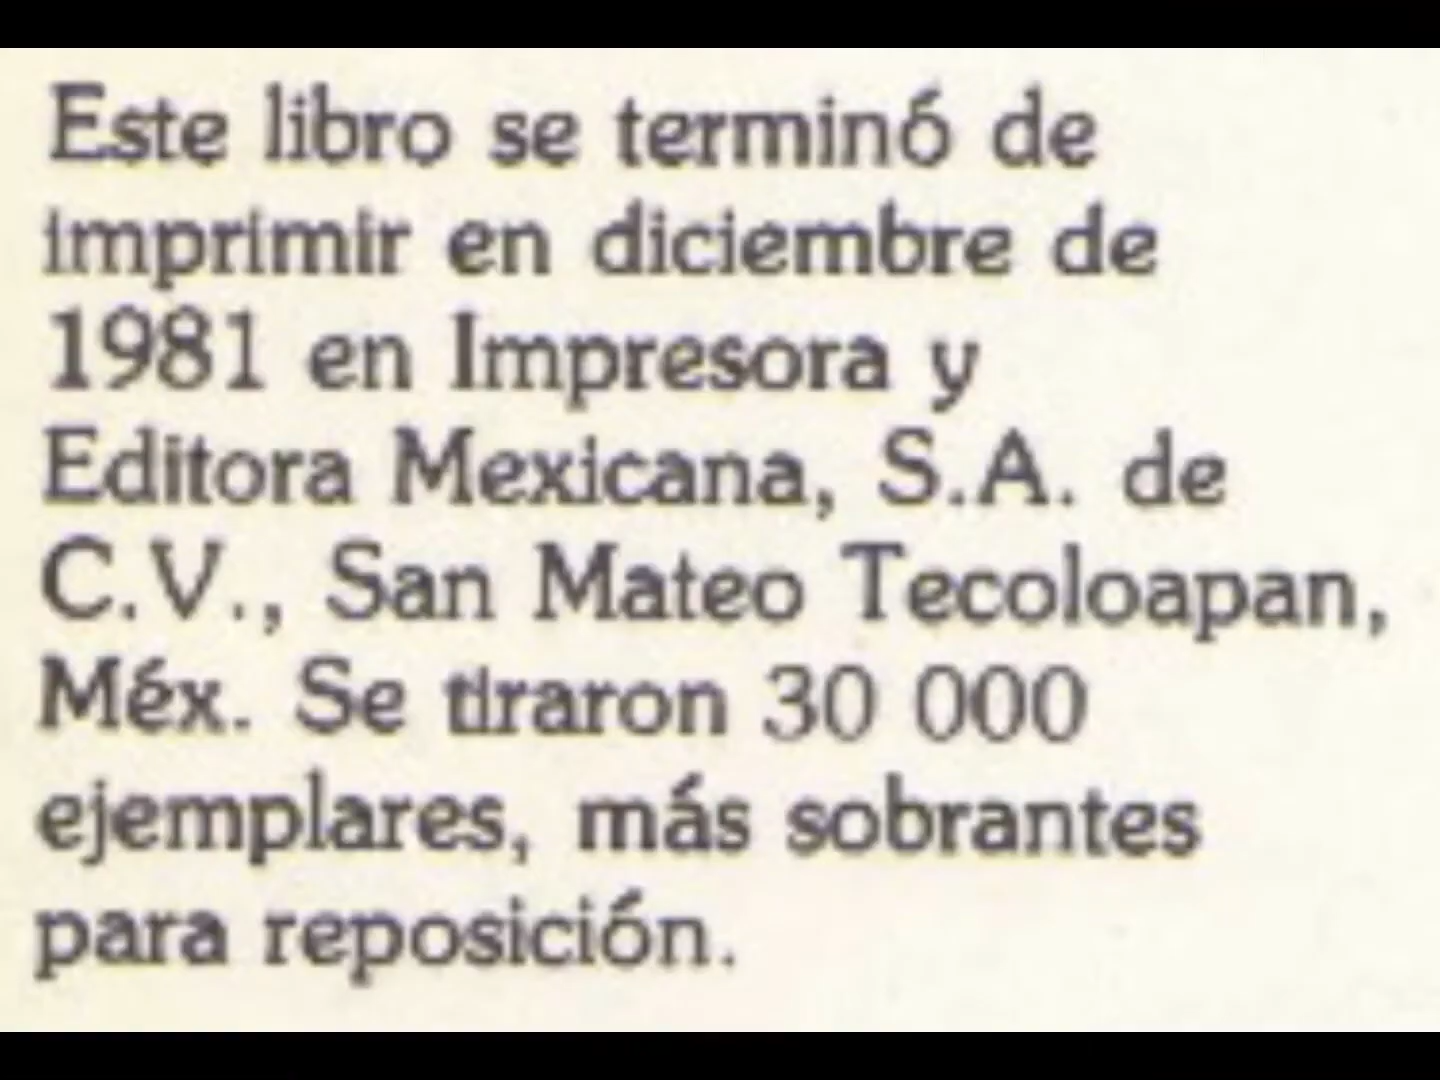 Este libro se terminó de
imprimir en diciembre de
1981 en Impresora y
Editora Mexicana, S.A. de
C.V., San Mateo Tecoloapan,
Méx. Se tiraron 30 000
ejemplares, más sobrantes
para reposición.